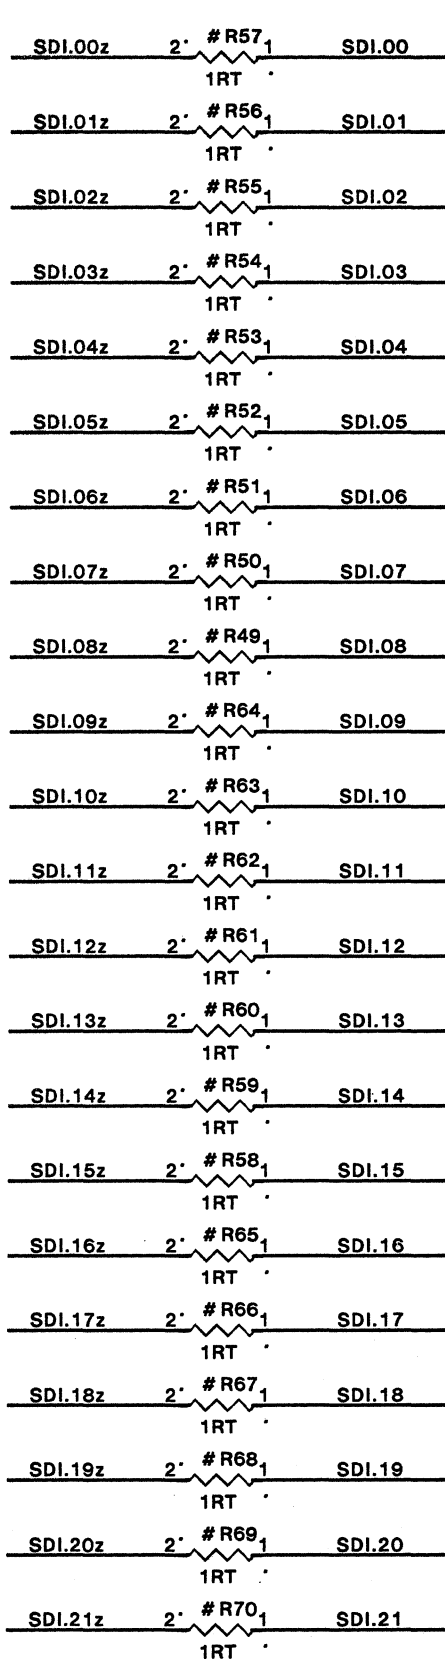 SDI.00z 2 #R57 1 SDI.00
1RT
SDI.01z 2 #R56 1 SDI.01
1RT
SDI.02z 2 #R55 1 SDI.02
1RT
SDI.03z 2 #R54 1 SDI.03
1RT
SDI.04z 2 #R53 1 SDI.04
1RT
SDI.05z 2 #R52 1 SDI.05
1RT
SDI.06z 2 #R51 1 SDI.06
1RT
SDI.07z 2 #R50 1 SDI.07
1RT
SDI.08z 2 #R49 1 SDI.08
1RT
SDI.09z 2 #R64 1 SDI.09
1RT
SDI.10z 2 #R63 1 SDI.10
1RT
SDI.11z 2 #R62 1 SDI.11
1RT
SDI.12z 2 #R61 1 SDI.12
1RT
SDI.13z 2 #R60 1 SDI.13
1RT
SDI.14z 2 #R59 1 SDI.14
1RT
SDI.15z 2 #R58 1 SDI.15
1RT
SDI.16z 2 #R65 1 SDI.16
1RT
SDI.17z 2 #R66 1 SDI.17
1RT
SDI.18z 2 #R67 1 SDI.18
1RT
SDI.19z 2 #R68 1 SDI.19
1RT
SDI.20z 2 #R69 1 SDI.20
1RT
SDI.21z 2 #R70 1 SDI.21
1RT